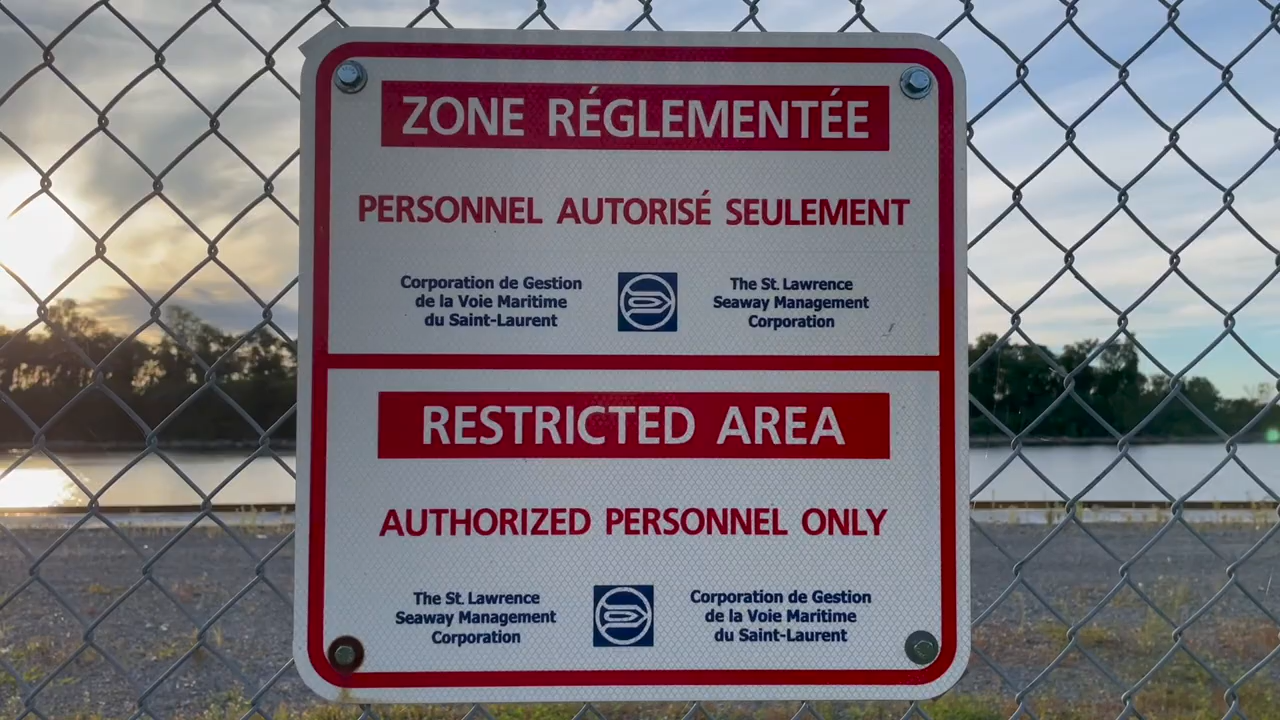 ZONE RÉGLEMENTÉE
PERSONNEL AUTORISÉ SEULEMENT
Corporation de Gestion
de la Voie Maritime
du Saint-Laurent
The St. Lawrence
Seaway Management
Corporation
RESTRICTED AREA
AUTHORIZED PERSONNEL ONLY
The St. Lawrence
Seaway Management
Corporation
Corporation de Gestion
de la Voie Maritime
du Saint-Laurent